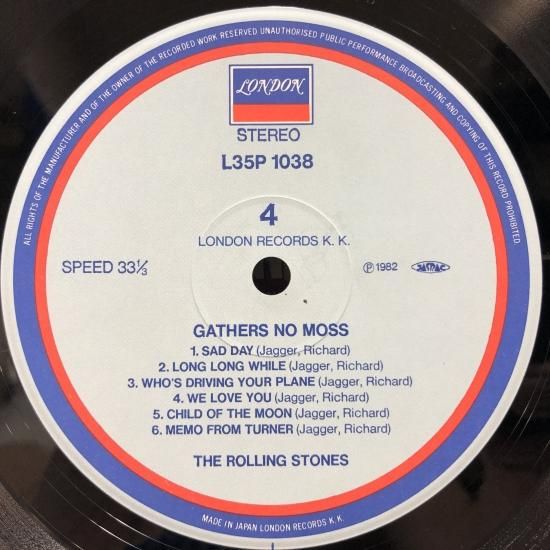 ALL RIGHTS OF THE MANUFACTURER AND OF THE OWNER OF THE RECORDED WORK RESERVED UNAUTHORISED PUBLIC PERFORMANCE BROADCASTING AND COPYING OF THIS RECORD PROHIBITED.
LONDON
STEREO
L35P 1038
4
LONDON RECORDS K. K.
SPEED 33⅓
Ⓟ 1982 JASRAC
GATHERS NO MOSS
1. SAD DAY (Jagger, Richard)
2. LONG LONG WHILE (Jagger, Richard)
3. WHO'S DRIVING YOUR PLANE (Jagger, Richard)
4. WE LOVE YOU (Jagger, Richard)
5. CHILD OF THE MOON (Jagger, Richard)
6. MEMO FROM TURNER (Jagger, Richard)
THE ROLLING STONES
MADE IN JAPAN LONDON RECORDS K. K.